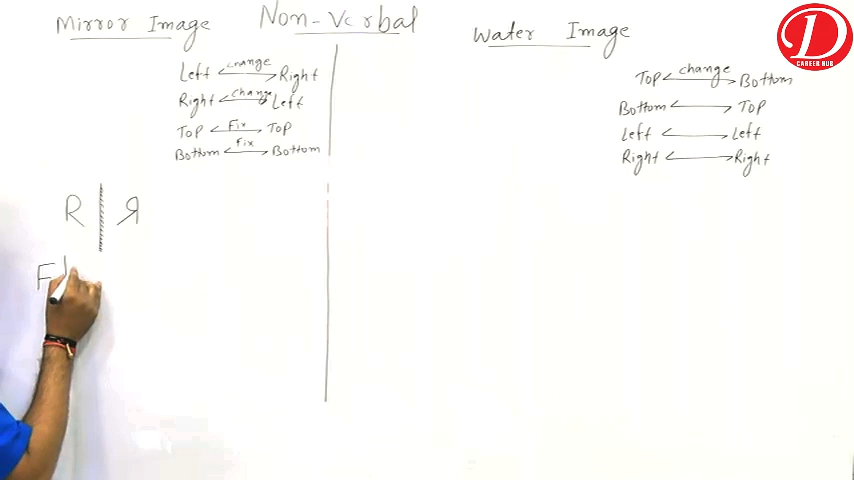 Non-Verbal
Mirror Image
Left <-change-> Right
Right <-change-> Left
Top <-Fix-> Top
Bottom <-fix-> Bottom
R Я
F
Water Image
Top <-change-> Bottom
Bottom <--> Top
Left <--> Left
Right <--> Right
D
CAREER HUB